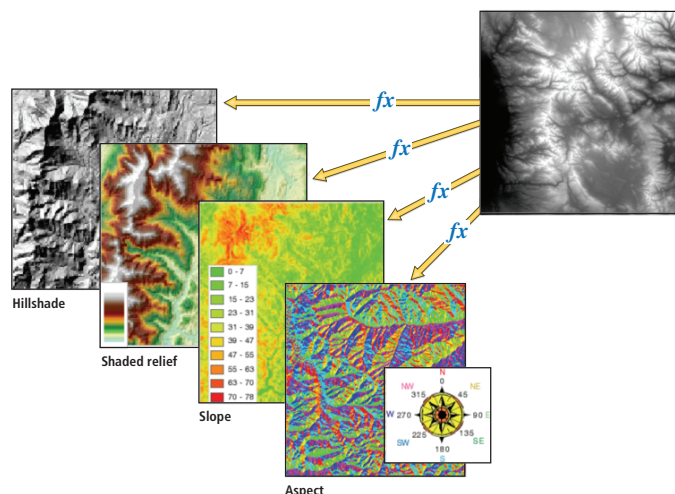 fx
fx
fx
fx
Hillshade
Shaded relief
0 - 7
7 - 15
15 - 23
23 - 31
31 - 39
39 - 47
47 - 55
55 - 63
63 - 70
70 - 78
Slope
N
NW 0 NE
315 45
W 270 90 E
225 135
SW 180 SE
S
Aspect